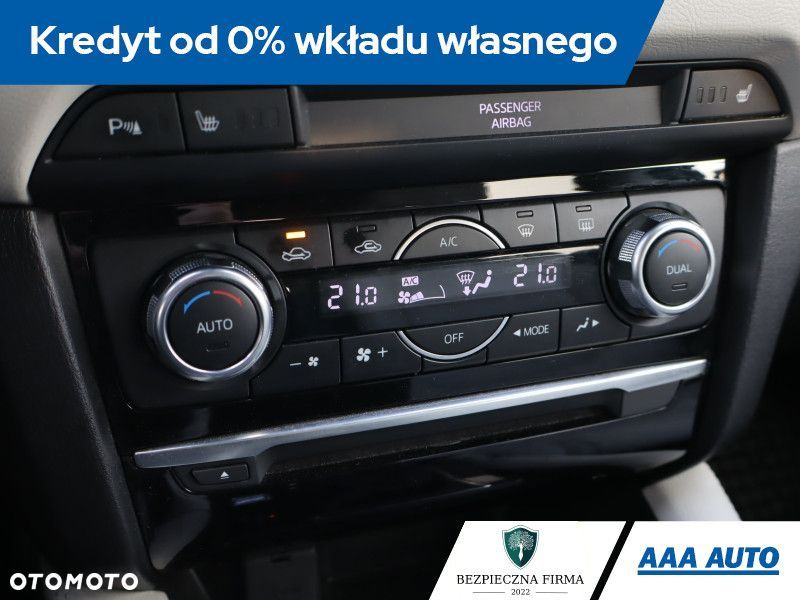 Kredyt od 0% wkładu własnego
P
PASSENGER
AIRBAG
A/C
21.0
A/C
21.0
AUTO
DUAL
OFF
MODE
- +
BEZPIECZNA FIRMA
2022
AAA AUTO
OTOMOTO